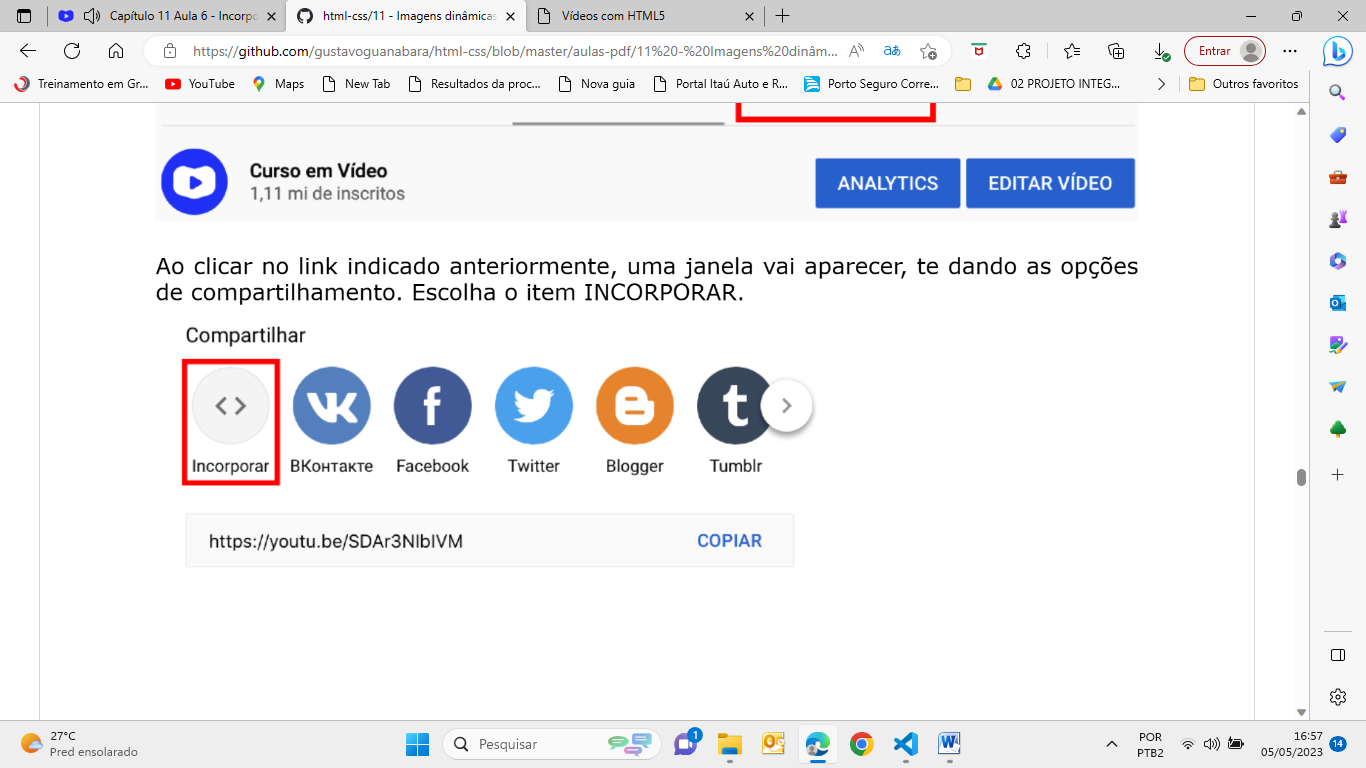 Capítulo 11 Aula 6 - Incorpo
html-css/11 - Imagens dinâmicas
Vídeos com HTML5
https://github.com/gustavoguanabara/html-css/blob/master/aulas-pdf/11%20-%20Imagens%20dinâm...
Entrar
Treinamento em Gr...
YouTube
Maps
New Tab
Resultados da proc...
Nova guia
Portal Itaú Auto e R...
Porto Seguro Corre...
02 PROJETO INTEG...
Outros favoritos
Curso em Vídeo
1,11 mi de inscritos
ANALYTICS
EDITAR VÍDEO
Ao clicar no link indicado anteriormente, uma janela vai aparecer, te dando as opções
de compartilhamento. Escolha o item INCORPORAR.
Compartilhar
Incorporar
ВКонтакте
Facebook
Twitter
Blogger
Tumblr
https://youtu.be/SDAr3NIbIVM
COPIAR
27°C
Pred ensolarado
Pesquisar
1
POR
PTB2
16:57
05/05/2023
14